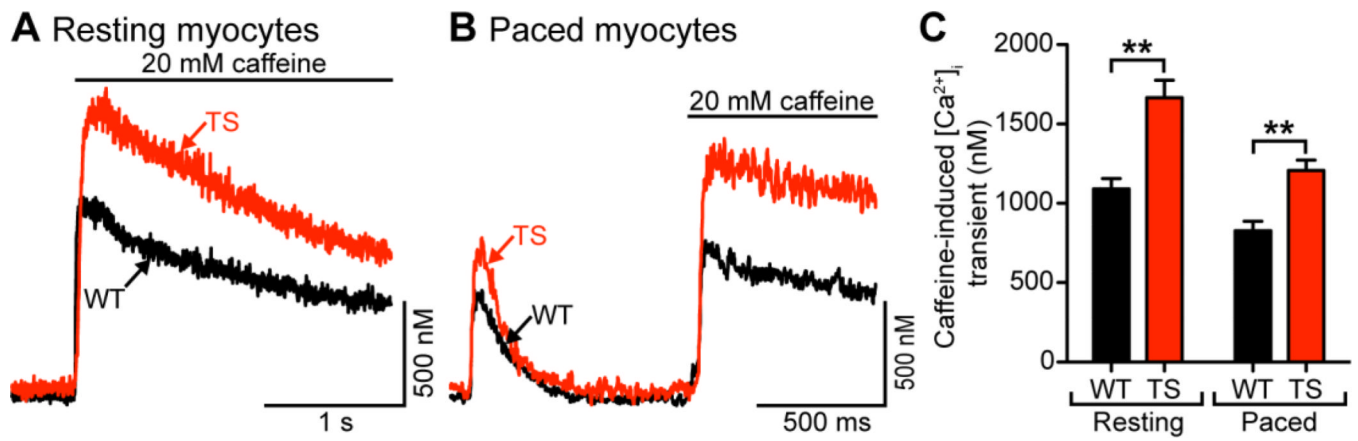 A Resting myocytes
20 mM caffeine
TS
WT
500 nM
1 s
B Paced myocytes
20 mM caffeine
TS
WT
500 nM
500 ms
C
Caffeine-induced [Ca²⁺]ᵢ
transient (nM)
2000
1500
1000
500
0
**
**
WT TS WT TS
Resting Paced